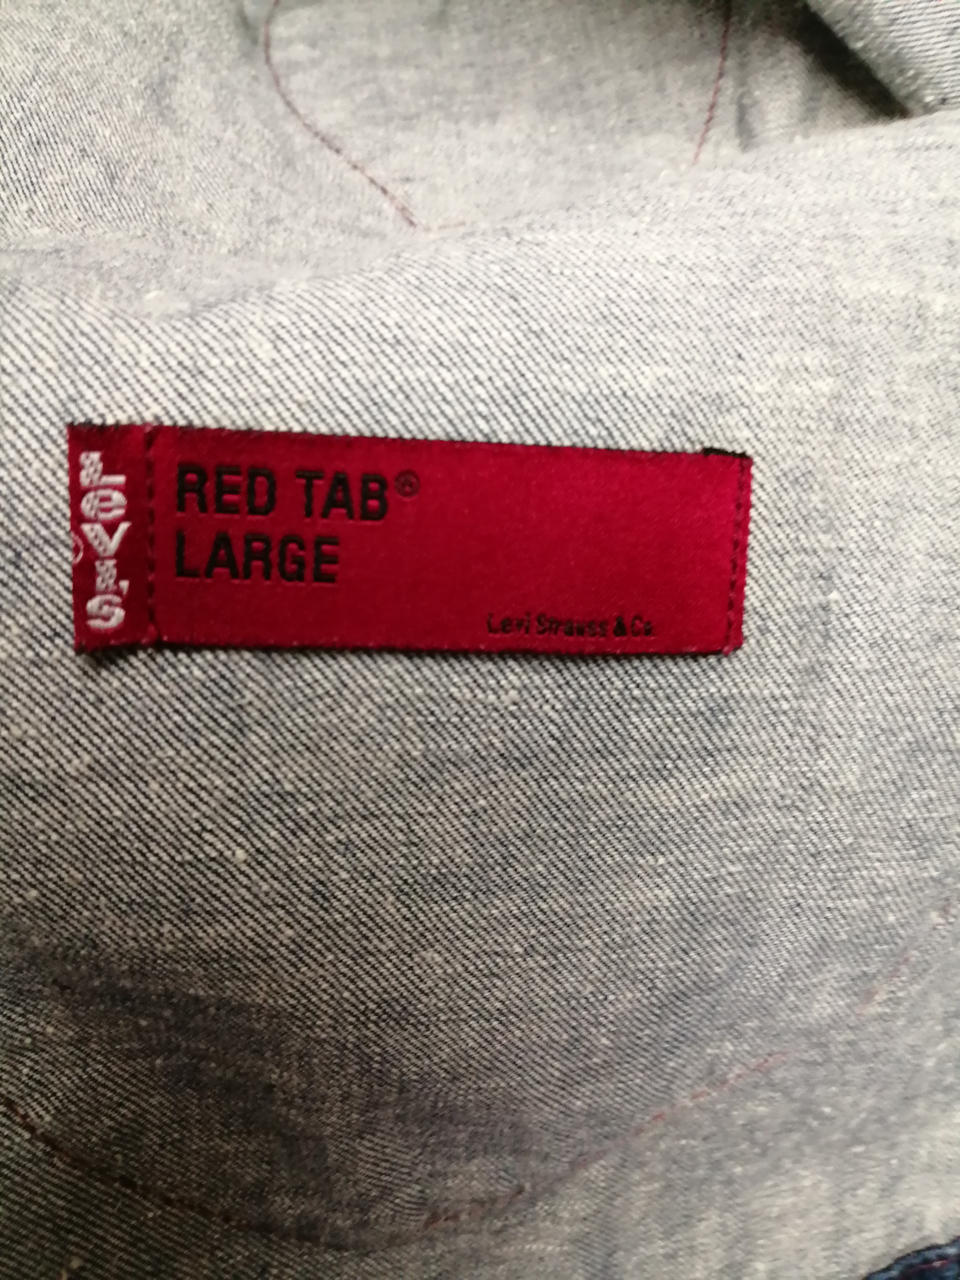 LEVI'S
RED TAB®
LARGE
Levi Strauss & Co.